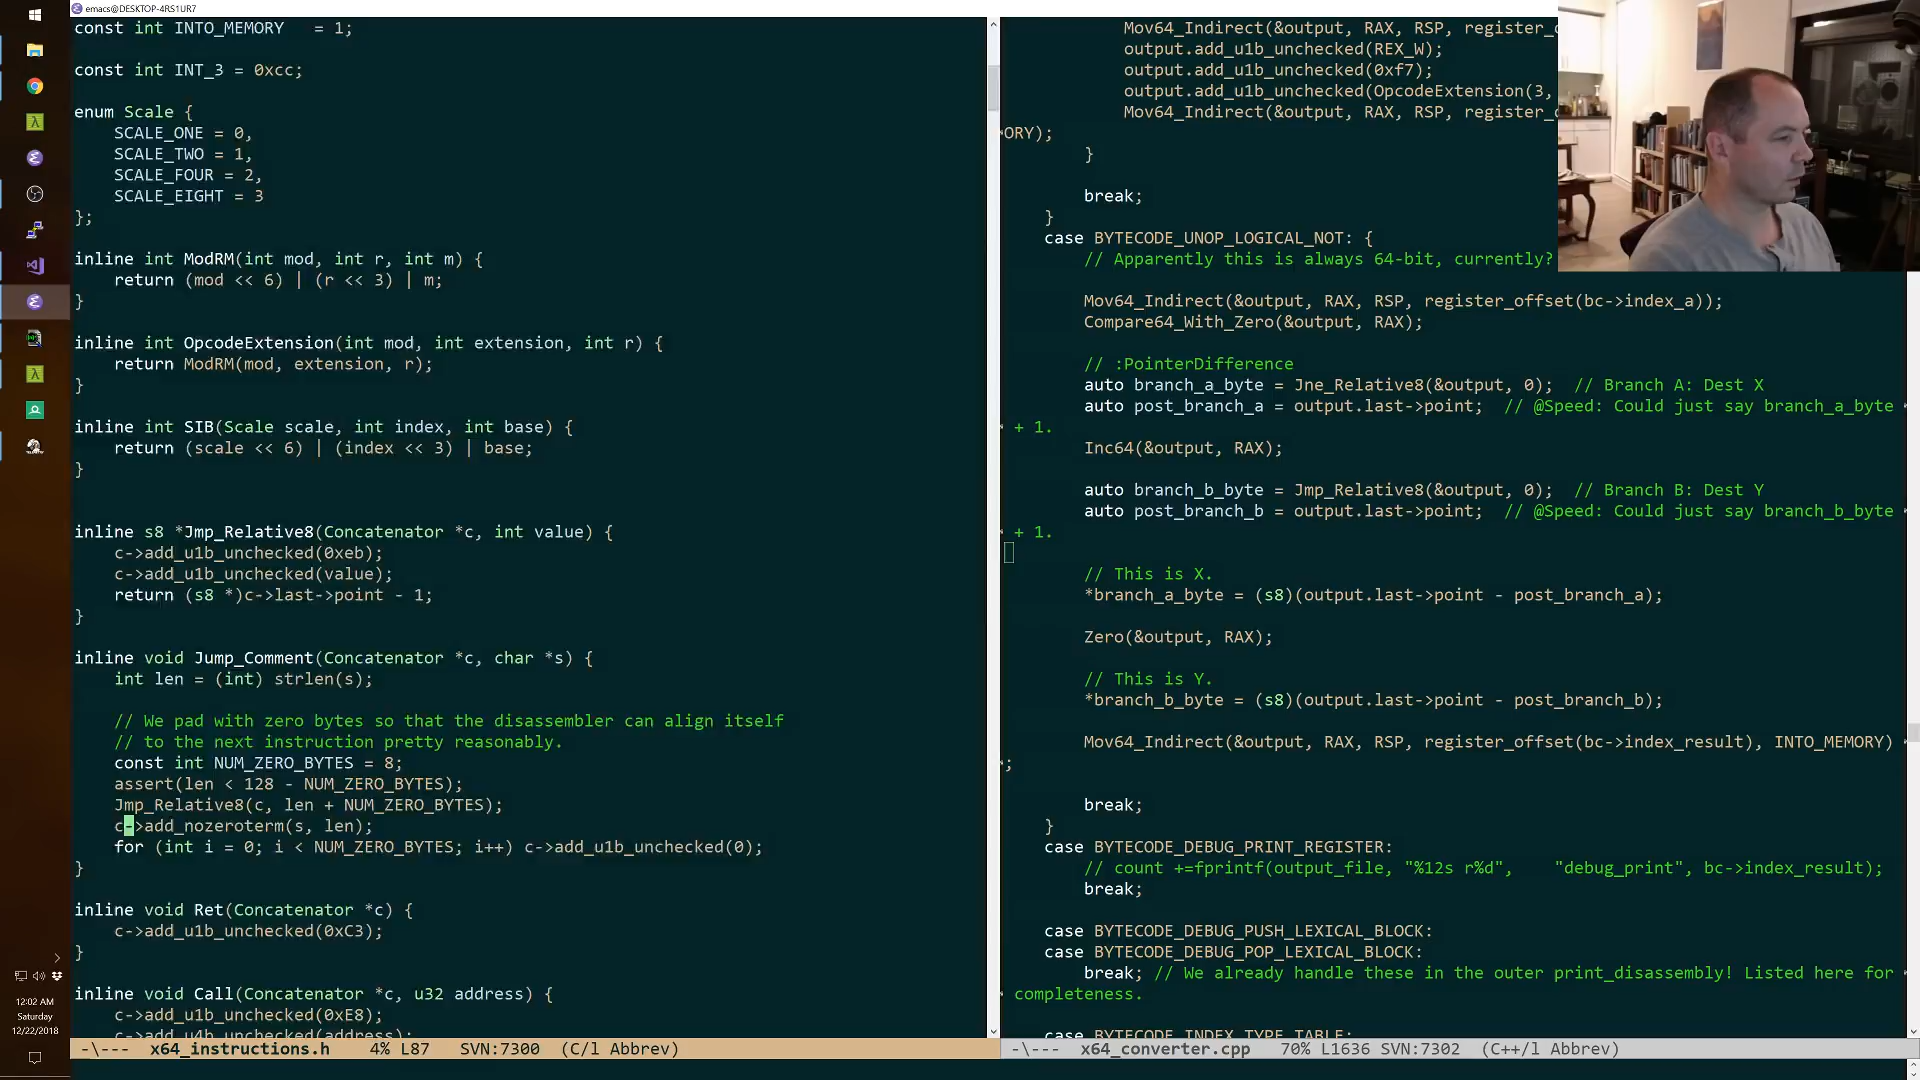 emacs@DESKTOP-4RS1UR7
const int INTO_MEMORY   = 1;
const int INT_3 = 0xcc;
enum Scale {
    SCALE_ONE = 0,
    SCALE_TWO = 1,
    SCALE_FOUR = 2,
    SCALE_EIGHT = 3
};
inline int ModRM(int mod, int r, int m) {
    return (mod << 6) | (r << 3) | m;
}
inline int OpcodeExtension(int mod, int extension, int r) {
    return ModRM(mod, extension, r);
}
inline int SIB(Scale scale, int index, int base) {
    return (scale << 6) | (index << 3) | base;
}
inline s8 *Jmp_Relative8(Concatenator *c, int value) {
    c->add_u1b_unchecked(0xeb);
    c->add_u1b_unchecked(value);
    return (s8 *)c->last->point - 1;
}
inline void Jump_Comment(Concatenator *c, char *s) {
    int len = (int) strlen(s);
    // We pad with zero bytes so that the disassembler can align itself
    // to the next instruction pretty reasonably.
    const int NUM_ZERO_BYTES = 8;
    assert(len < 128 - NUM_ZERO_BYTES);
    Jmp_Relative8(c, len + NUM_ZERO_BYTES);
    c->add_nozeroterm(s, len);
    for (int i = 0; i < NUM_ZERO_BYTES; i++) c->add_u1b_unchecked(0);
}
inline void Ret(Concatenator *c) {
    c->add_u1b_unchecked(0xC3);
}
inline void Call(Concatenator *c, u32 address) {
    c->add_u1b_unchecked(0xE8);
    c->add_u4b_unchecked(address);
-\---  x64_instructions.h    4% L87    SVN:7300  (C/l Abbrev)
Mov64_Indirect(&output, RAX, RSP, register_o
output.add_u1b_unchecked(REX_W);
output.add_u1b_unchecked(0xf7);
output.add_u1b_unchecked(OpcodeExtension(3,
Mov64_Indirect(&output, RAX, RSP, register_o
ORY);
}
break;
}
case BYTECODE_UNOP_LOGICAL_NOT: {
    // Apparently this is always 64-bit, currently?
    Mov64_Indirect(&output, RAX, RSP, register_offset(bc->index_a));
    Compare64_With_Zero(&output, RAX);
    // :PointerDifference
    auto branch_a_byte = Jne_Relative8(&output, 0);  // Branch A: Dest X
    auto post_branch_a = output.last->point;  // @Speed: Could just say branch_a_byte
+ 1.
    Inc64(&output, RAX);
    auto branch_b_byte = Jmp_Relative8(&output, 0);  // Branch B: Dest Y
    auto post_branch_b = output.last->point;  // @Speed: Could just say branch_b_byte
+ 1.
    // This is X.
    *branch_a_byte = (s8)(output.last->point - post_branch_a);
    Zero(&output, RAX);
    // This is Y.
    *branch_b_byte = (s8)(output.last->point - post_branch_b);
    Mov64_Indirect(&output, RAX, RSP, register_offset(bc->index_result), INTO_MEMORY)
;
    break;
}
case BYTECODE_DEBUG_PRINT_REGISTER:
    // count +=fprintf(output_file, "%12s r%d",    "debug_print", bc->index_result);
    break;
case BYTECODE_DEBUG_PUSH_LEXICAL_BLOCK:
case BYTECODE_DEBUG_POP_LEXICAL_BLOCK:
    break; // We already handle these in the outer print_disassembly! Listed here for
completeness.
case BYTECODE_INDEX_TYPE_TABLE:
-\---  x64_converter.cpp   70% L1636 SVN:7302  (C++/l Abbrev)
12:02 AM
Saturday
12/22/2018